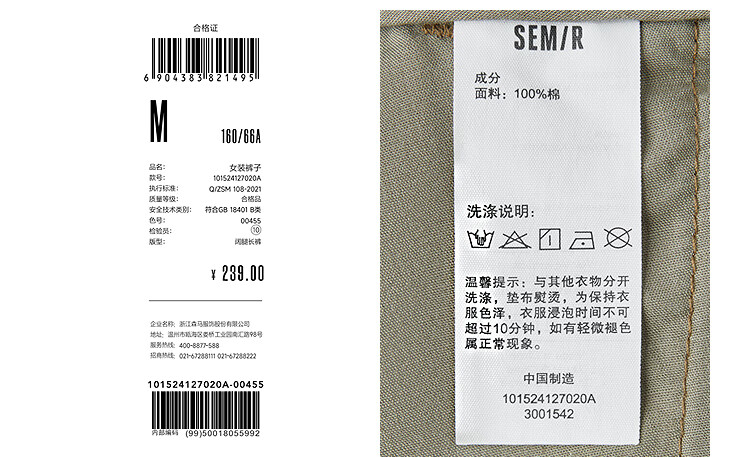 合格证
6 904383 821495
M
160/66A
品名: 女装裤子
款号: 101524127020A
执行标准: Q/ZSM 108-2021
质量等级: 合格品
安全技术类别: 符合GB 18401 B类
色号: 00455
检验员: ⑩
版型: 阔腿长裤
¥ 239.00
企业名称: 浙江森马服饰股份有限公司
地址: 温州市瓯海区娄桥工业园南汇路98号
服务热线: 400-8877-588
招商热线: 021-67288111 021-67288222
101524127020A-00455
内部编码 (99)50018055992
SEM/R
成分
面料: 100%棉
洗涤说明:
温馨提示: 与其他衣物分开
洗涤, 垫布熨烫, 为保持衣
服色泽, 衣服浸泡时间不可
超过10分钟, 如有轻微褪色
属正常现象。
中国制造
101524127020A
3001542